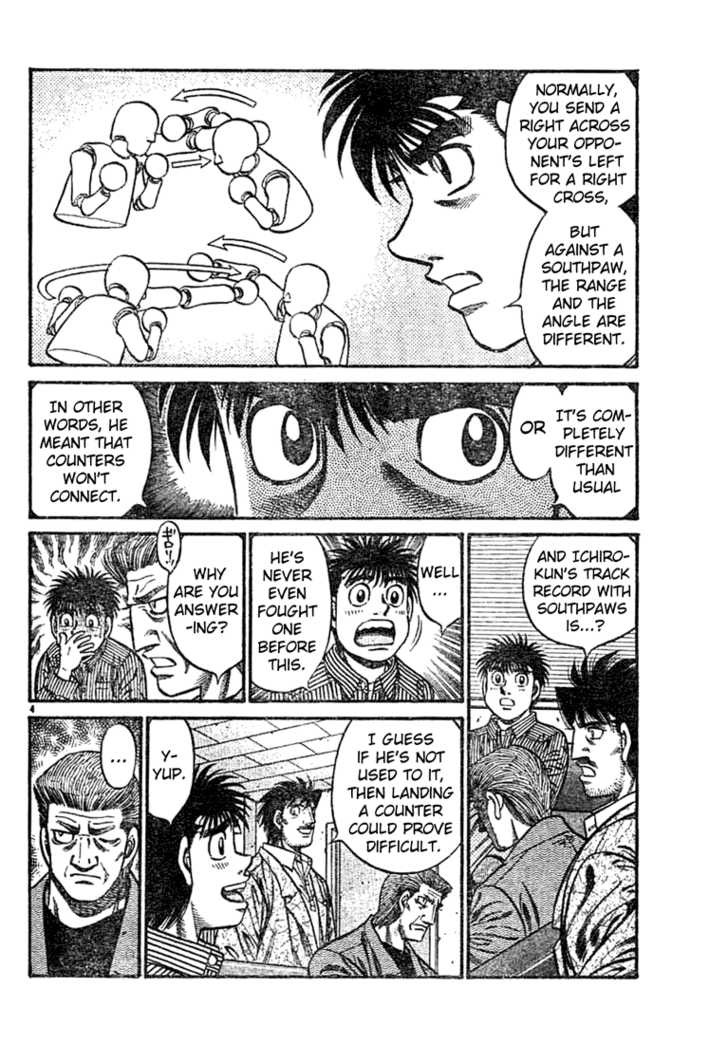 NORMALLY,
YOU SEND A
RIGHT ACROSS
YOUR OPPO-
NENT'S LEFT
FOR A RIGHT
CROSS,
BUT
AGAINST A
SOUTHPAW,
THE RANGE
AND THE
ANGLE ARE
DIFFERENT.
IT'S COM-
PLETELY
DIFFERENT
THAN
USUAL
OR
IN OTHER
WORDS, HE
MEANT THAT
COUNTERS
WON'T
CONNECT.
AND ICHIRO-
KUN'S TRACK
RECORD WITH
SOUTHPAWS
IS...?
WELL
...
HE'S
NEVER
EVEN
FOUGHT
ONE
BEFORE
THIS.
ギロリ
WHY
ARE YOU
ANSWER
-ING?
4
I GUESS
IF HE'S NOT
USED TO IT,
THEN LANDING
A COUNTER
COULD PROVE
DIFFICULT.
Y-
YUP.
...